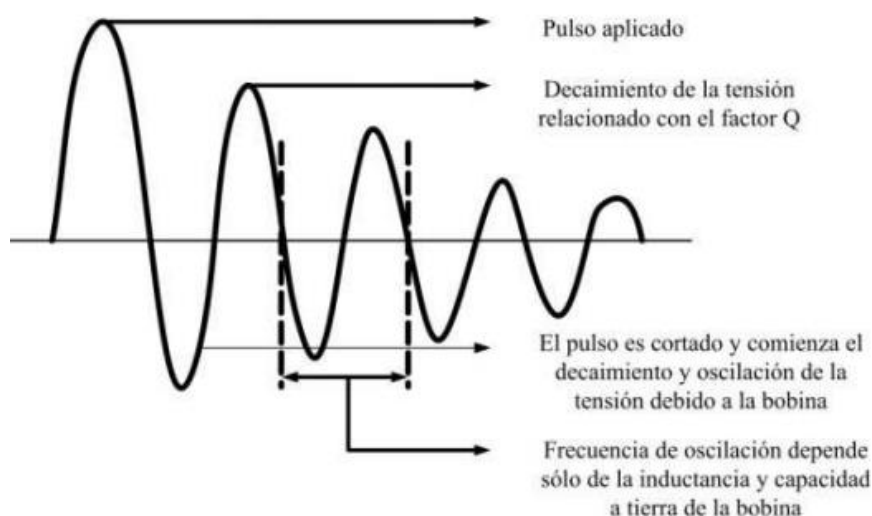 Pulso aplicado
Decaimiento de la tensión
relacionado con el factor Q
El pulso es cortado y comienza el
decaimiento y oscilación de la
tensión debido a la bobina
Frecuencia de oscilación depende
sólo de la inductancia y capacidad
a tierra de la bobina